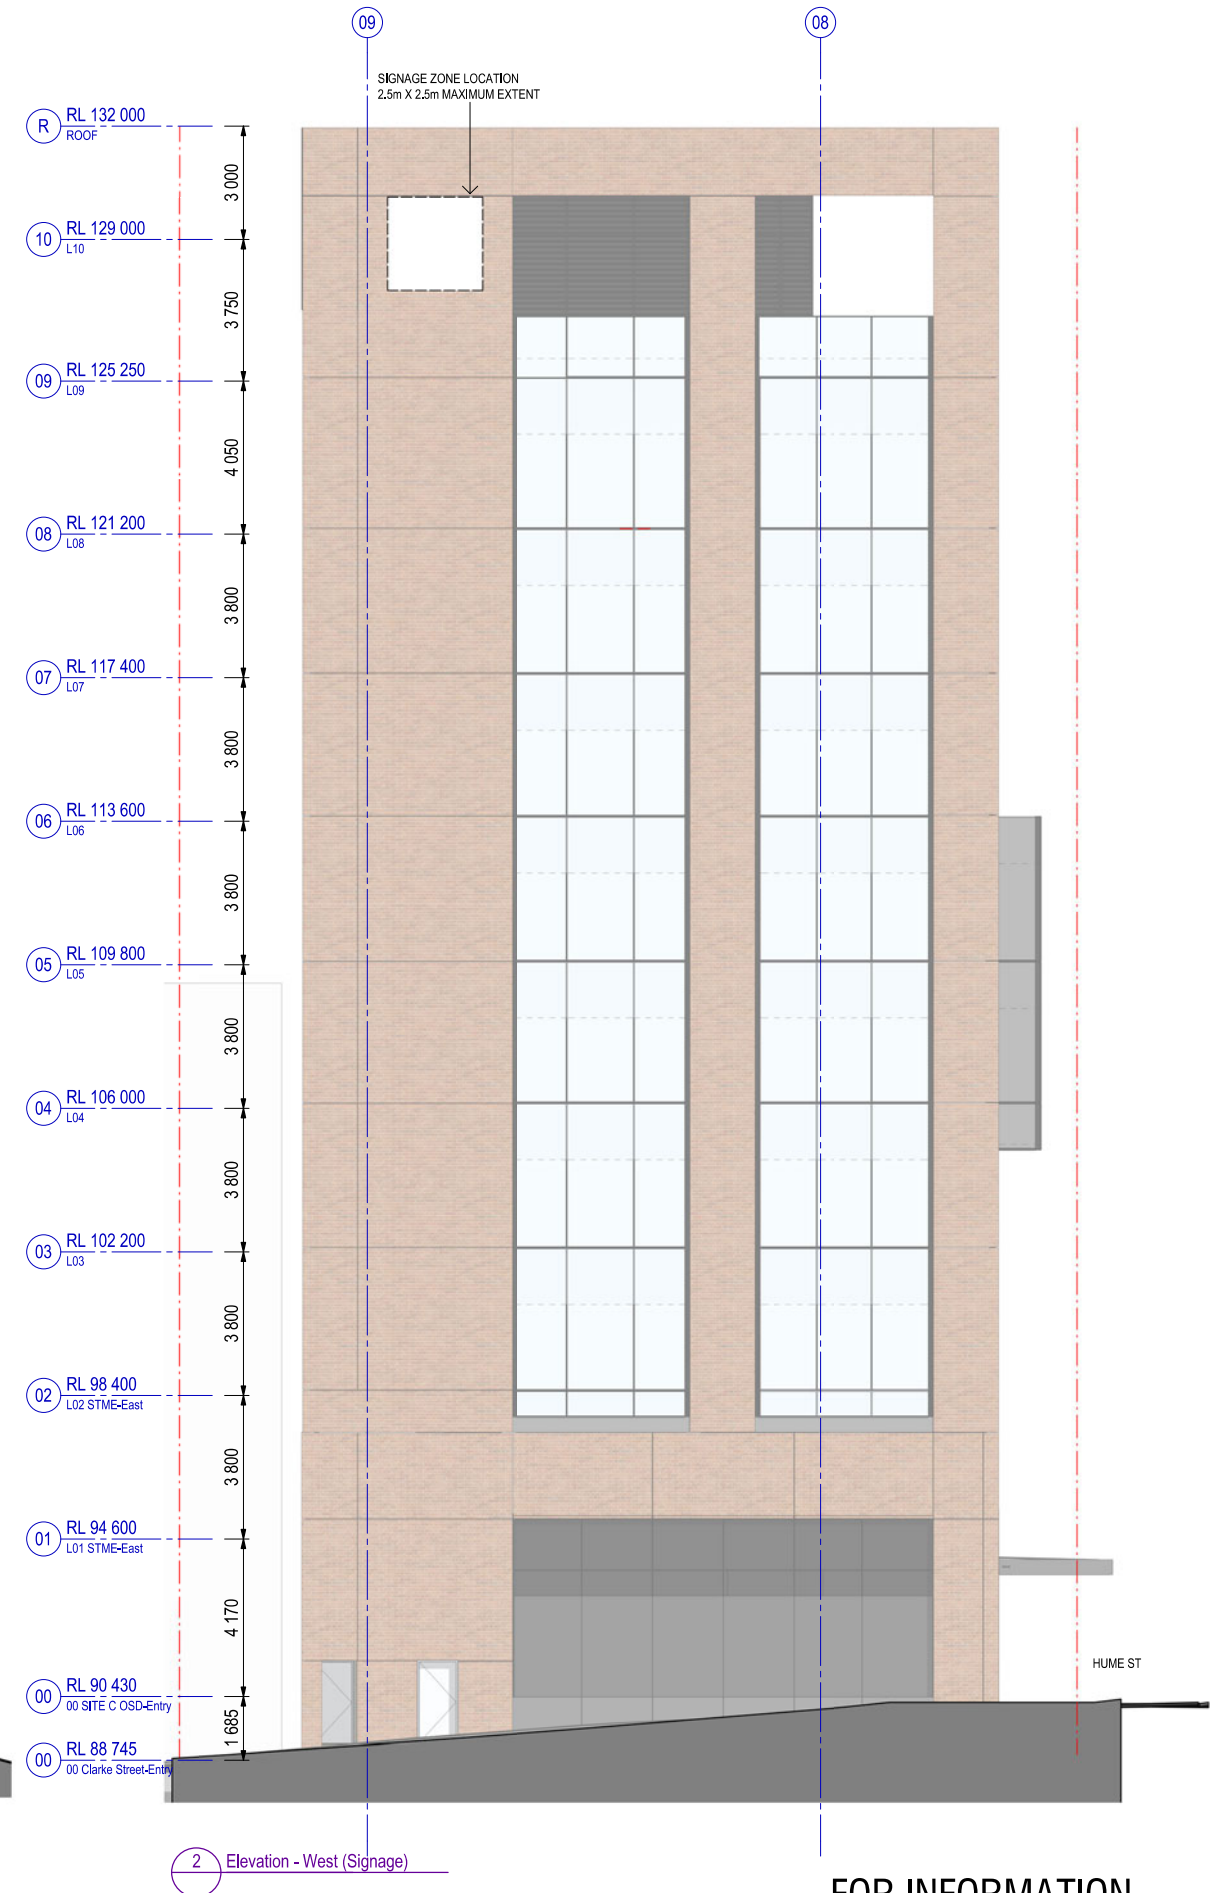 09
08
SIGNAGE ZONE LOCATION
2.5m X 2.5m MAXIMUM EXTENT
R RL 132 000
ROOF
3 000
10 RL 129 000
L10
3 750
09 RL 125 250
L09
4 050
08 RL 121 200
L08
3 800
07 RL 117 400
L07
3 800
06 RL 113 600
L06
3 800
05 RL 109 800
L05
3 800
04 RL 106 000
L04
3 800
03 RL 102 200
L03
3 800
02 RL 98 400
L02 STME-East
3 800
01 RL 94 600
L01 STME-East
4 170
HUME ST
00 RL 90 430
00 SITE C OSD-Entry
1 685
00 RL 88 745
00 Clarke Street-Entry
2 Elevation - West (Signage)
FOR INFORMATION